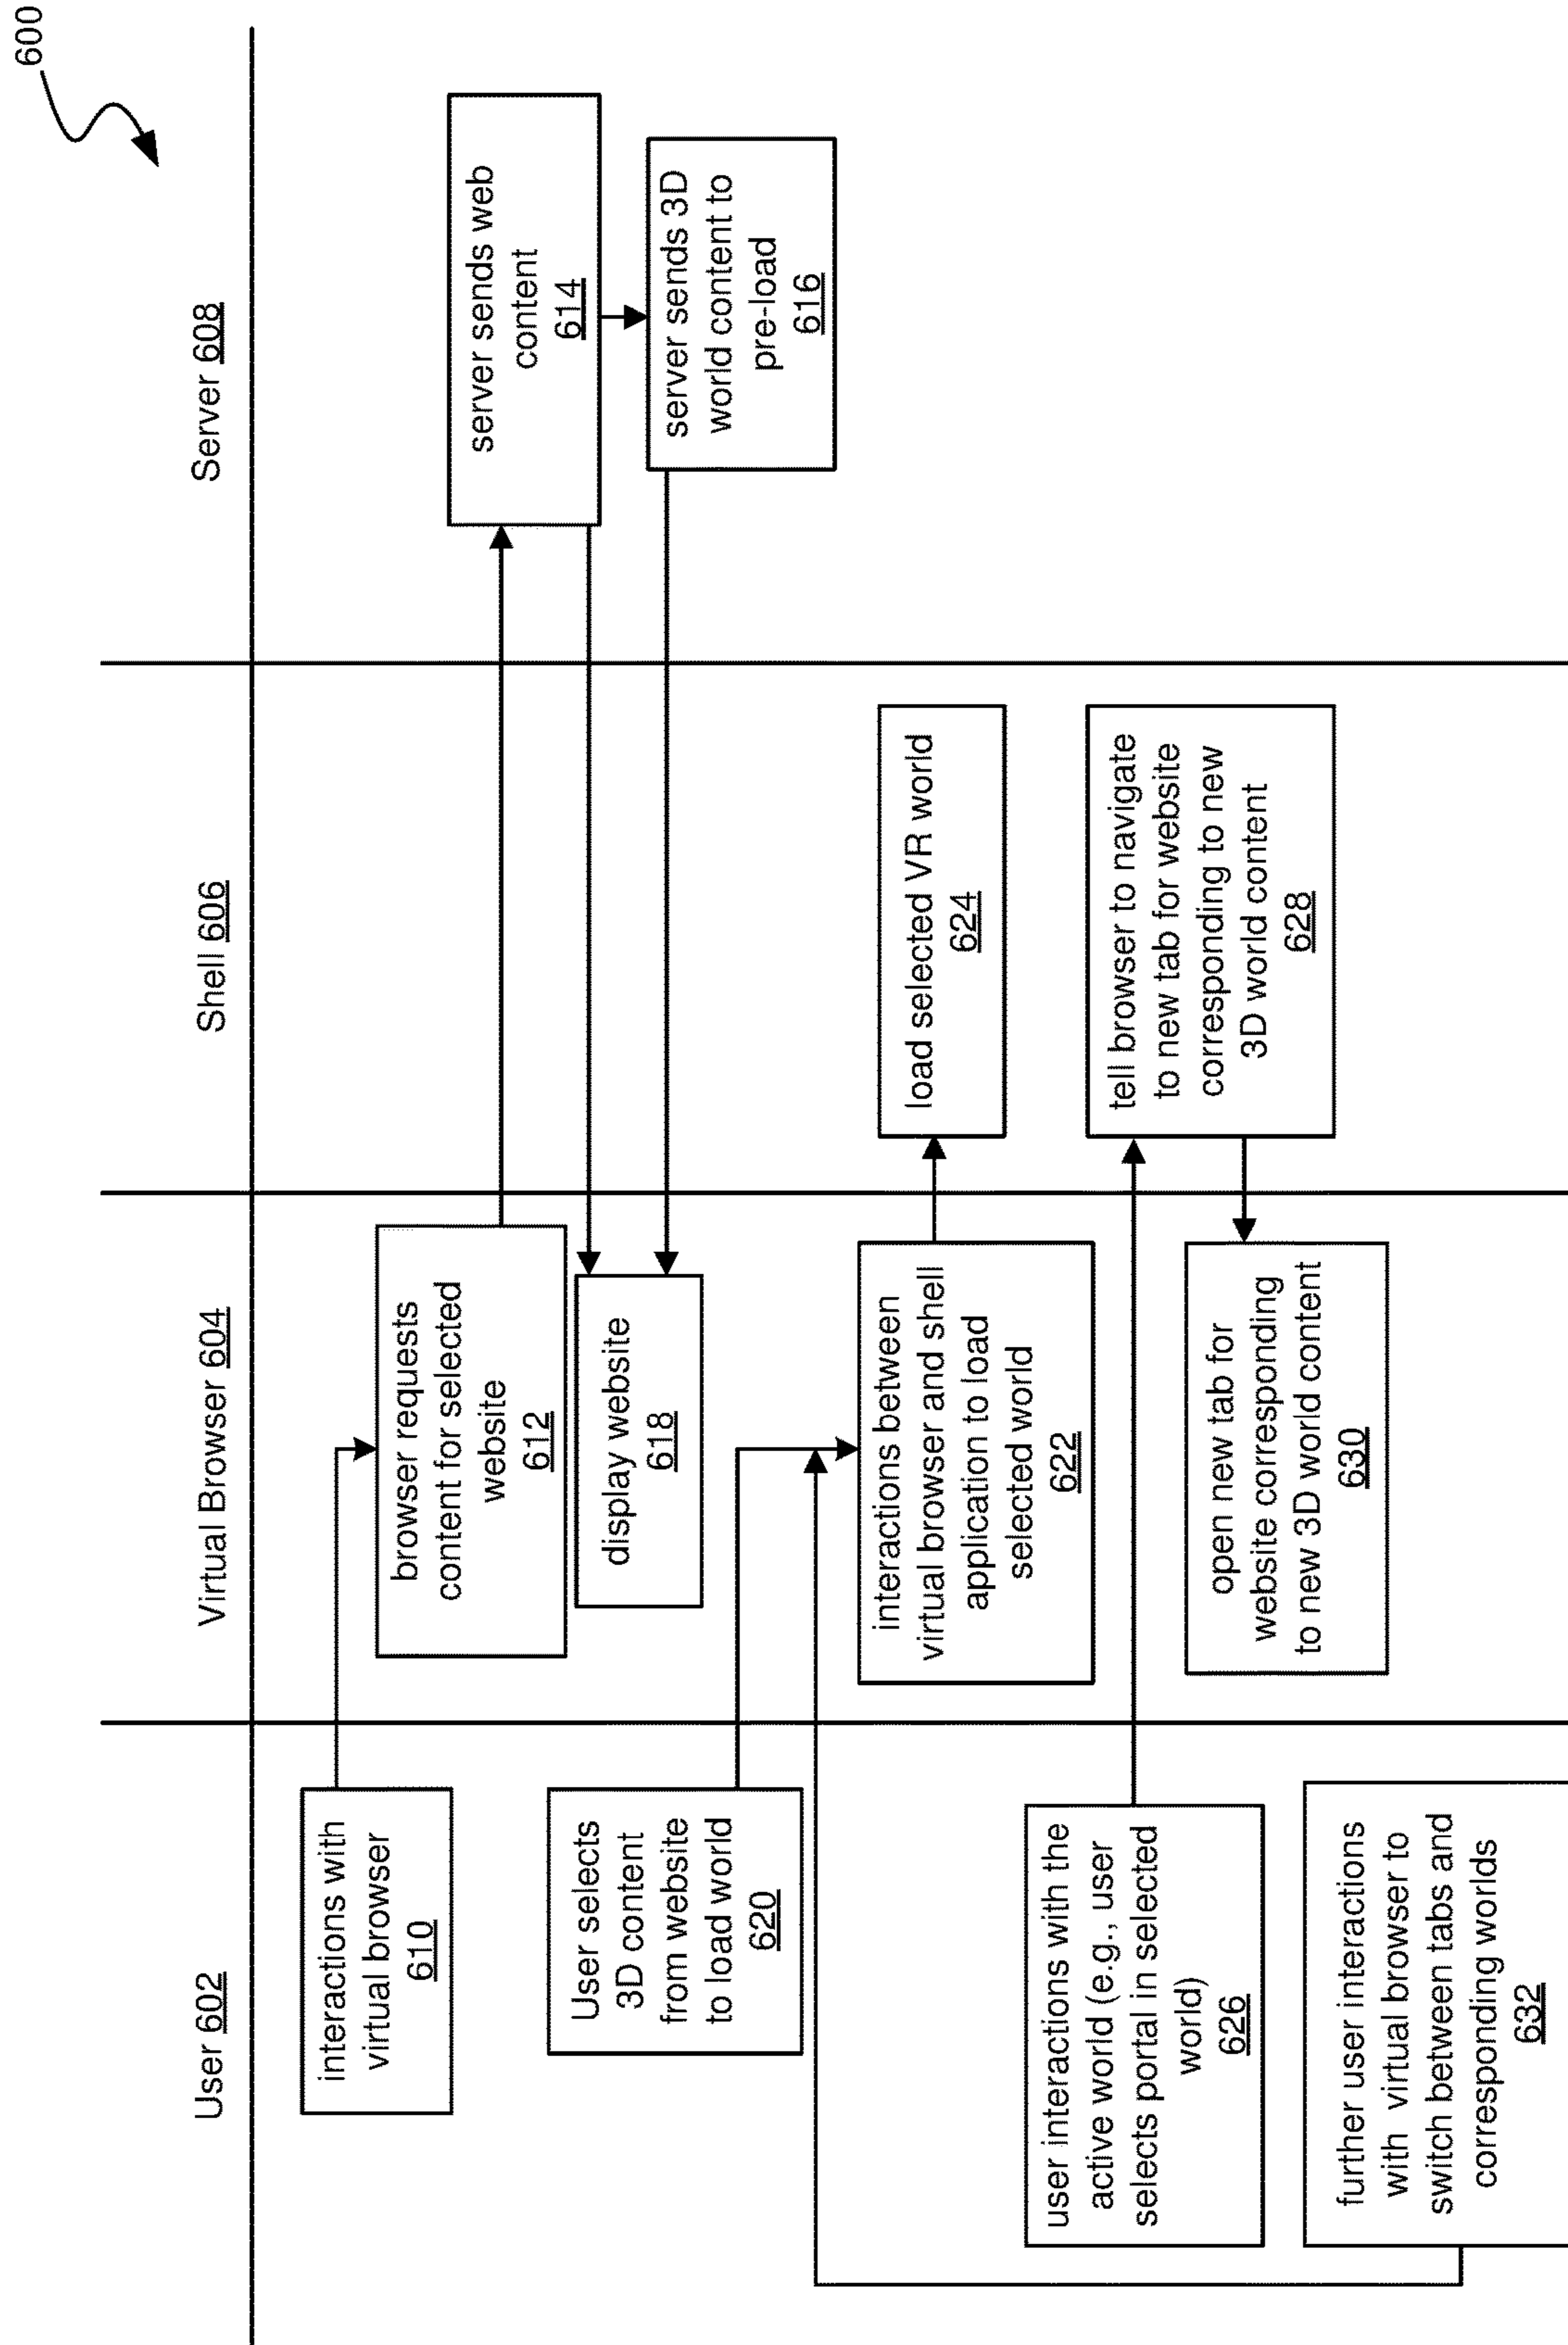 600
User 602
Virtual Browser 604
Shell 606
Server 608
interactions with
virtual browser
610
browser requests
content for selected
website
612
server sends web
content
614
server sends 3D
world content to
pre-load
616
display website
618
User selects
3D content
from website
to load world
620
interactions between
virtual browser and shell
application to load
selected world
622
load selected VR world
624
user interactions with the
active world (e.g., user
selects portal in selected
world)
626
tell browser to navigate
to new tab for website
corresponding to new
3D world content
628
open new tab for
website corresponding
to new 3D world content
630
further user interactions
with virtual browser to
switch between tabs and
corresponding worlds
632